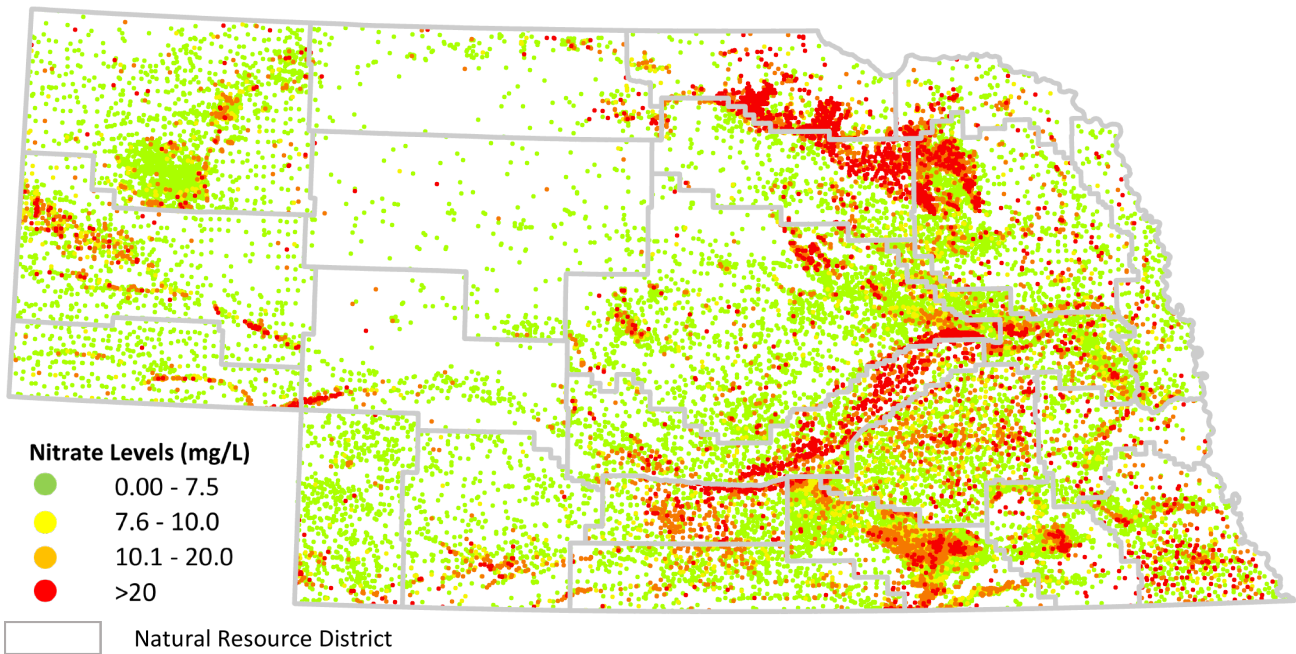 Nitrate Levels (mg/L)
0.00 - 7.5
7.6 - 10.0
10.1 - 20.0
>20
Natural Resource District